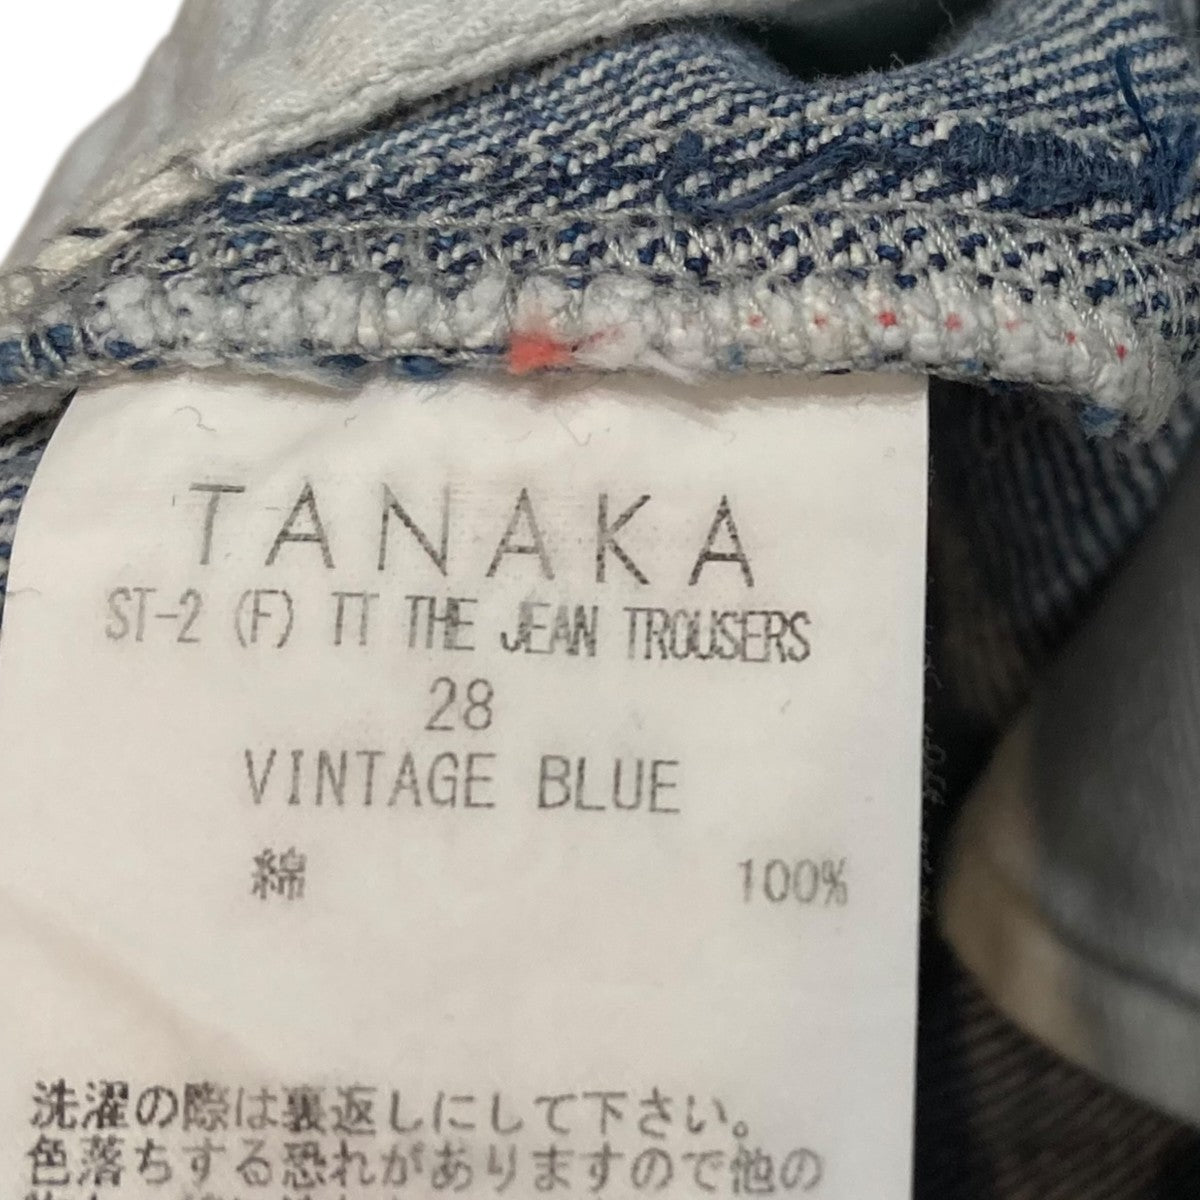 TANAKA
ST-2 (F) TT THE JEAN TROUSERS
28
VINTAGE BLUE
綿 100%
洗濯の際は裏返しにして下さい。
色落ちする恐れがありますので他の